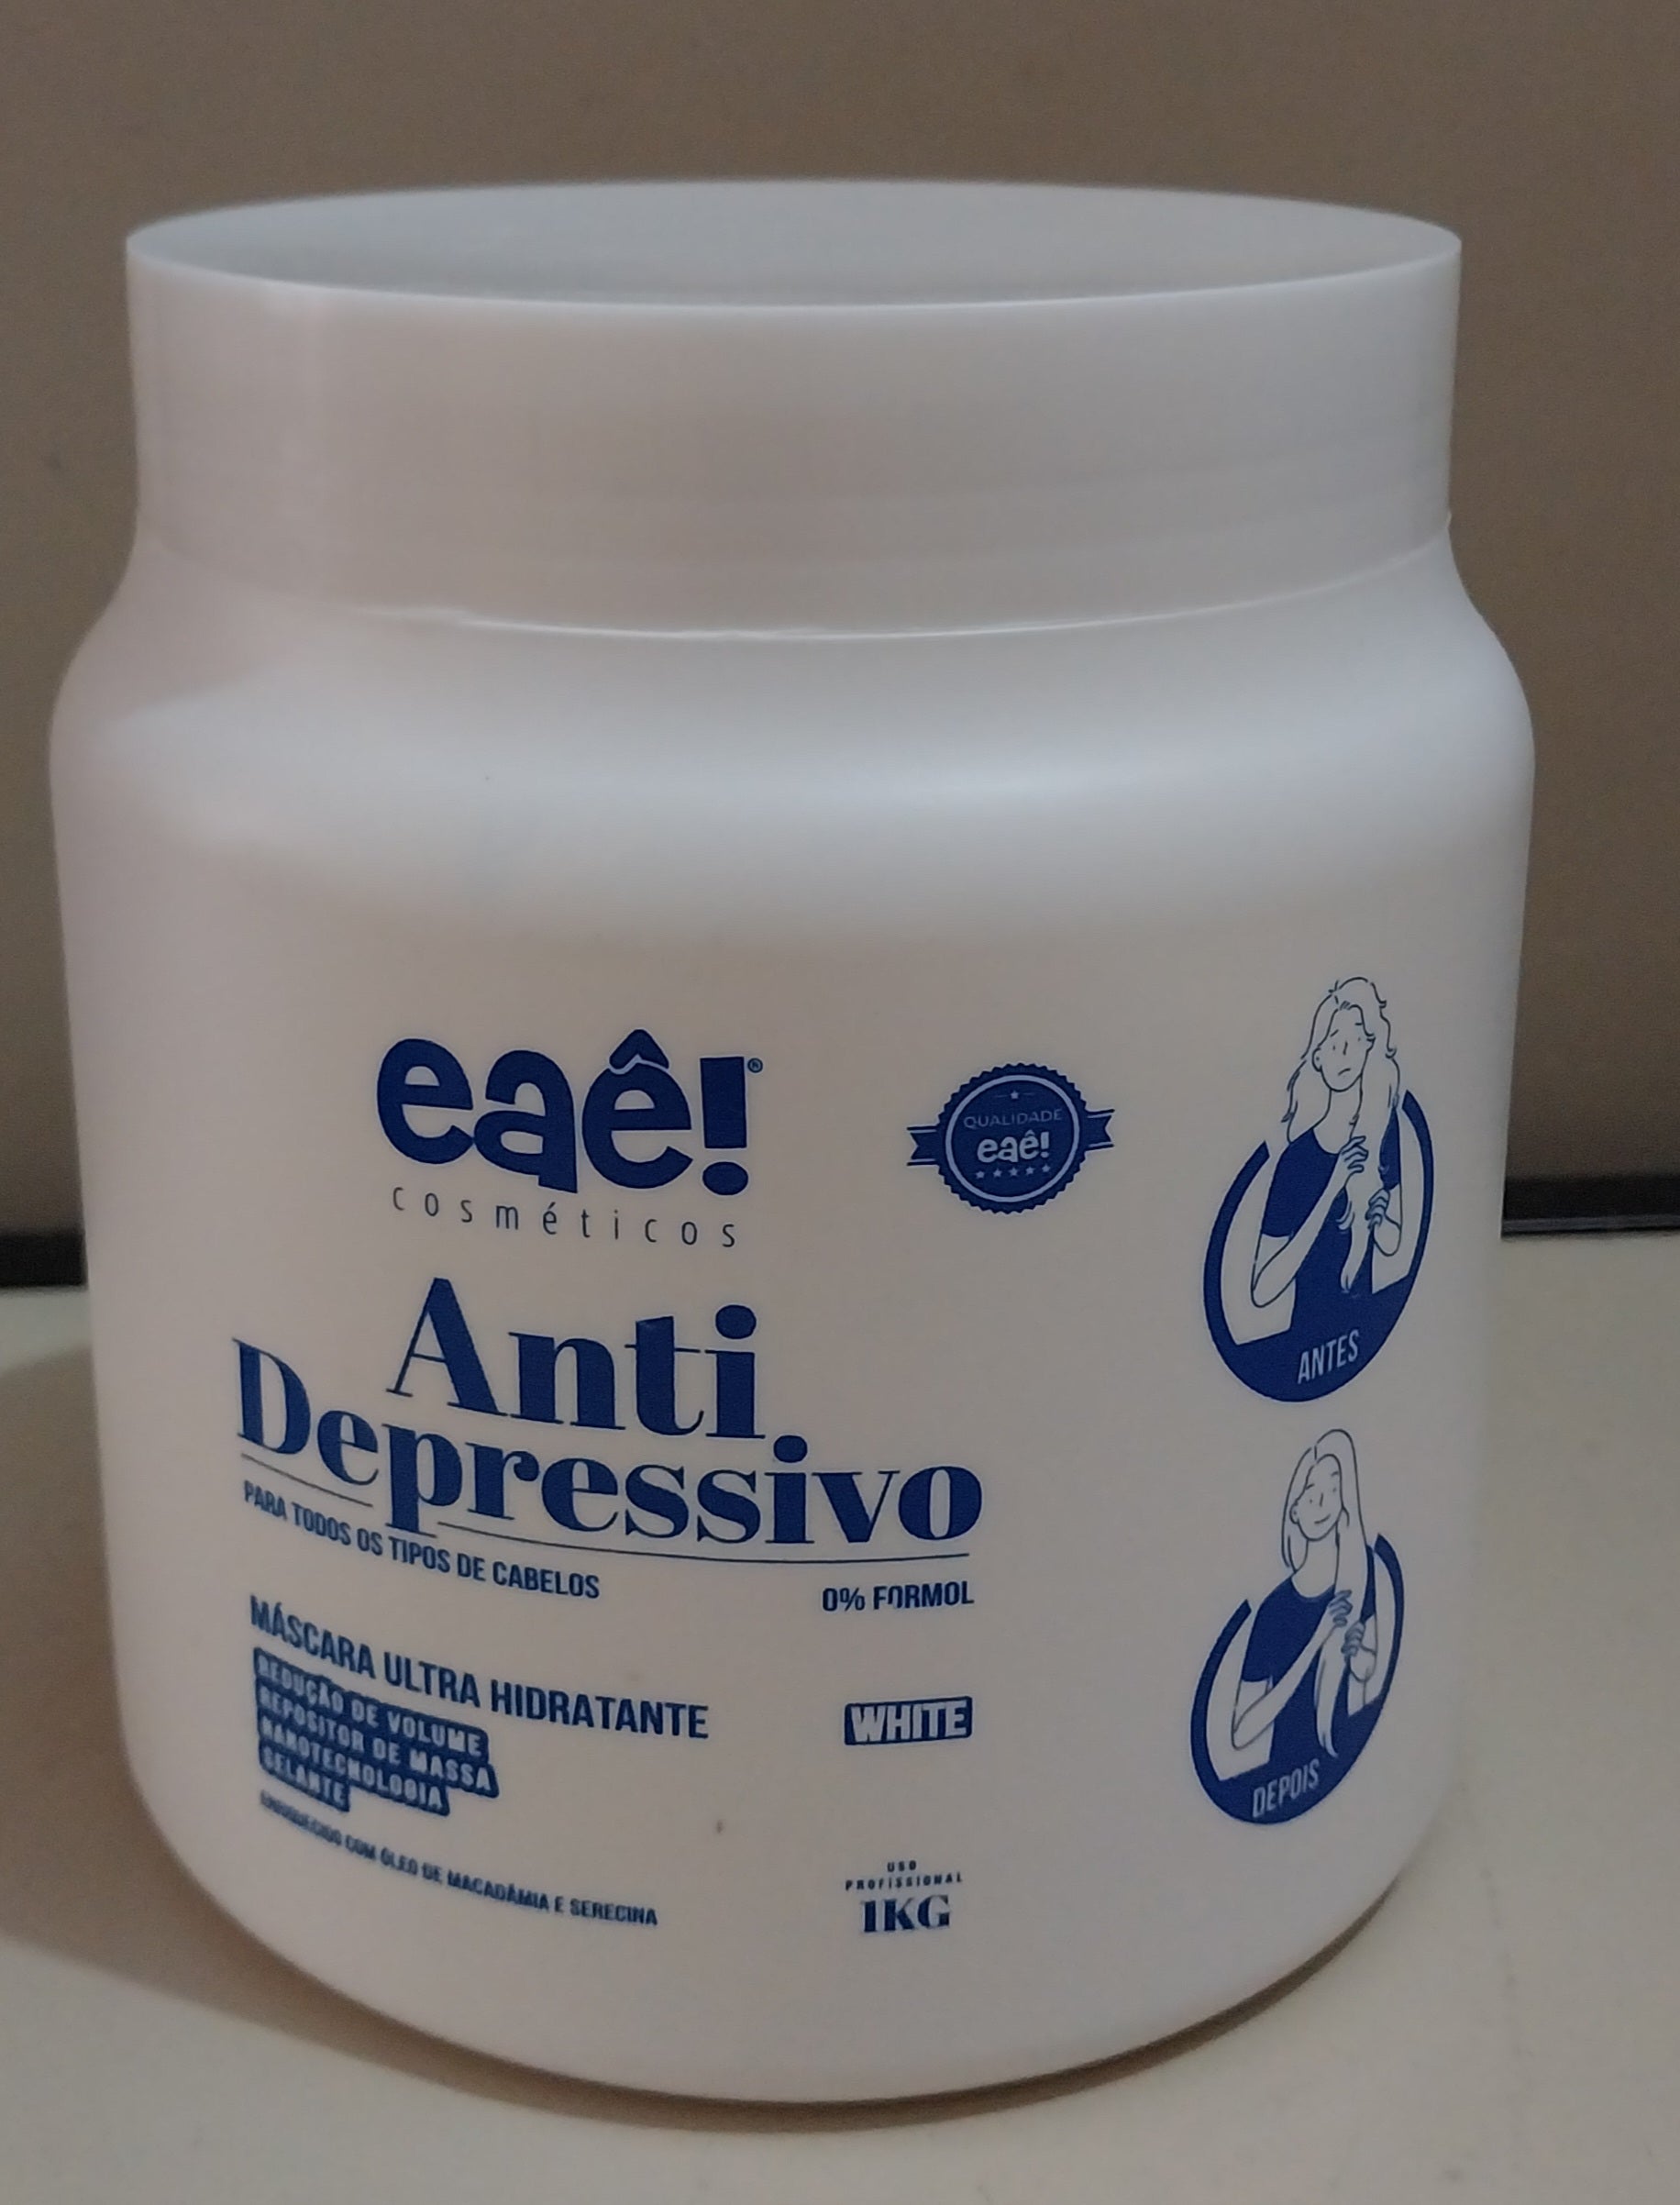 eaê!®
cosméticos
QUALIDADE
eaê!
Anti
Depressivo
PARA TODOS OS TIPOS DE CABELOS
0% FORMOL
MÁSCARA ULTRA HIDRATANTE
REDUÇÃO DE VOLUME
REPOSITOR DE MASSA
NANOTECNOLOGIA
SELANTE
ENRIQUECIDO COM ÓLEO DE MACADÂMIA E SERECINA
WHITE
USO
PROFISSIONAL
1KG
ANTES
DEPOIS